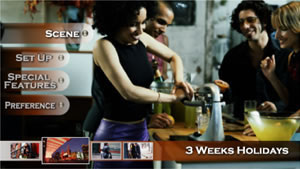 Scene
Set Up
Special
Features
Preference
3 Weeks Holidays